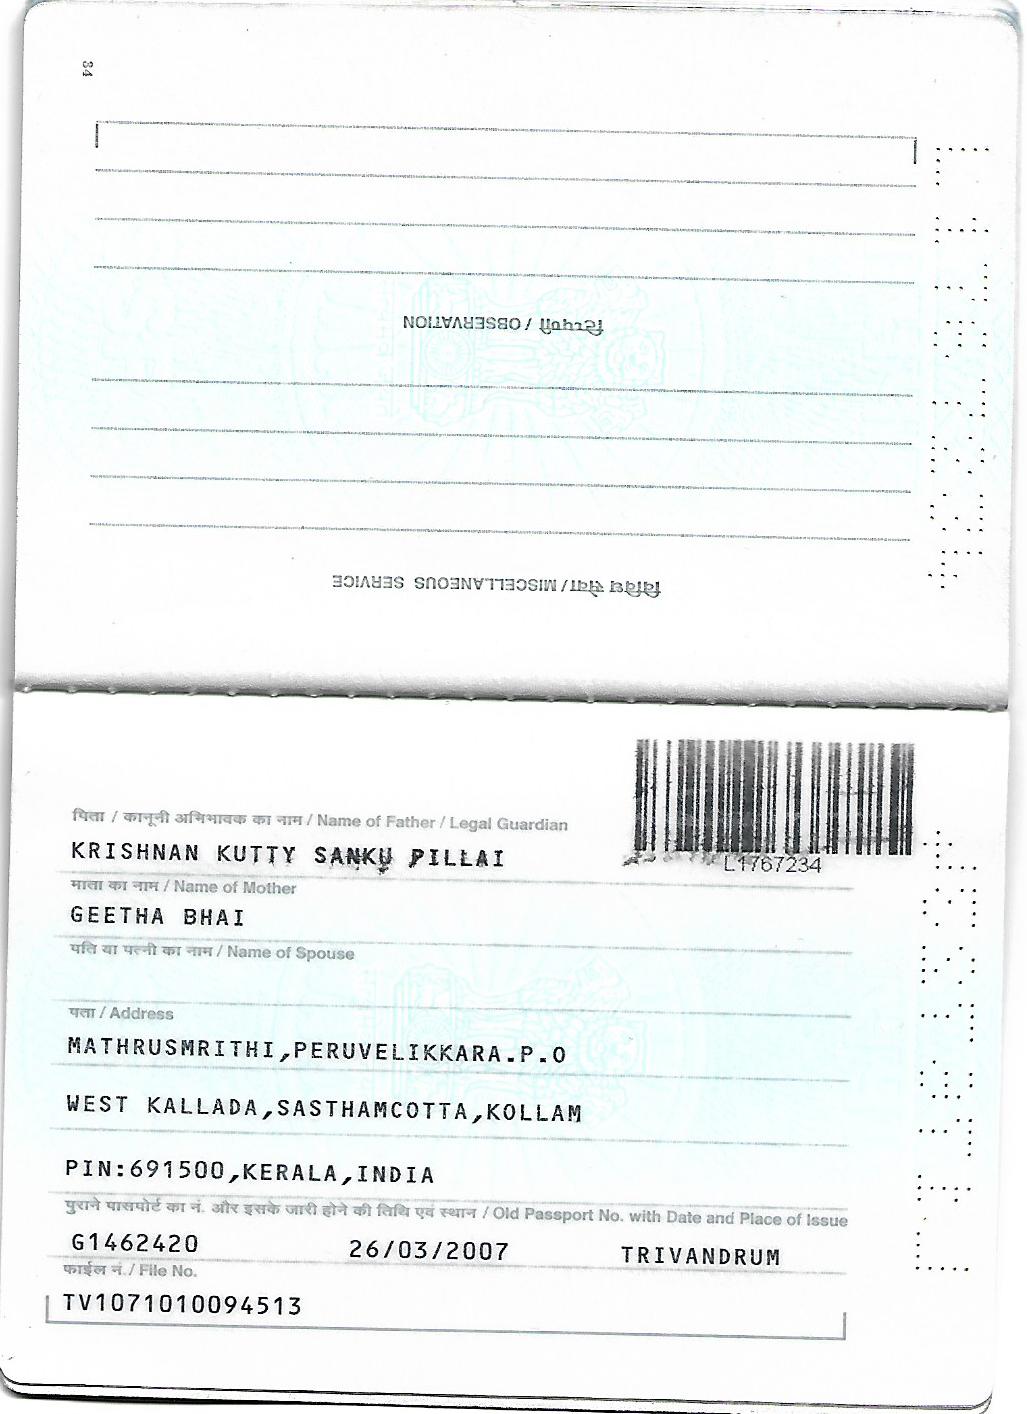 34
टिप्पणी / OBSERVATION
विविध सेवा / MISCELLANEOUS SERVICE
L1767234
पिता / कानूनी अभिभावक का नाम / Name of Father / Legal Guardian
KRISHNAN KUTTY SANKU PILLAI
माता का नाम / Name of Mother
GEETHA BHAI
पति या पत्नी का नाम / Name of Spouse
पता / Address
MATHRUSMRITHI,PERUVELIKKARA.P.O
WEST KALLADA,SASTHAMCOTTA,KOLLAM
PIN:691500,KERALA,INDIA
पुराने पासपोर्ट का नं. और इसके जारी होने की तिथि एवं स्थान / Old Passport No. with Date and Place of Issue
G1462420 26/03/2007 TRIVANDRUM
फाईल नं. / File No.
TV1071010094513
L1767234